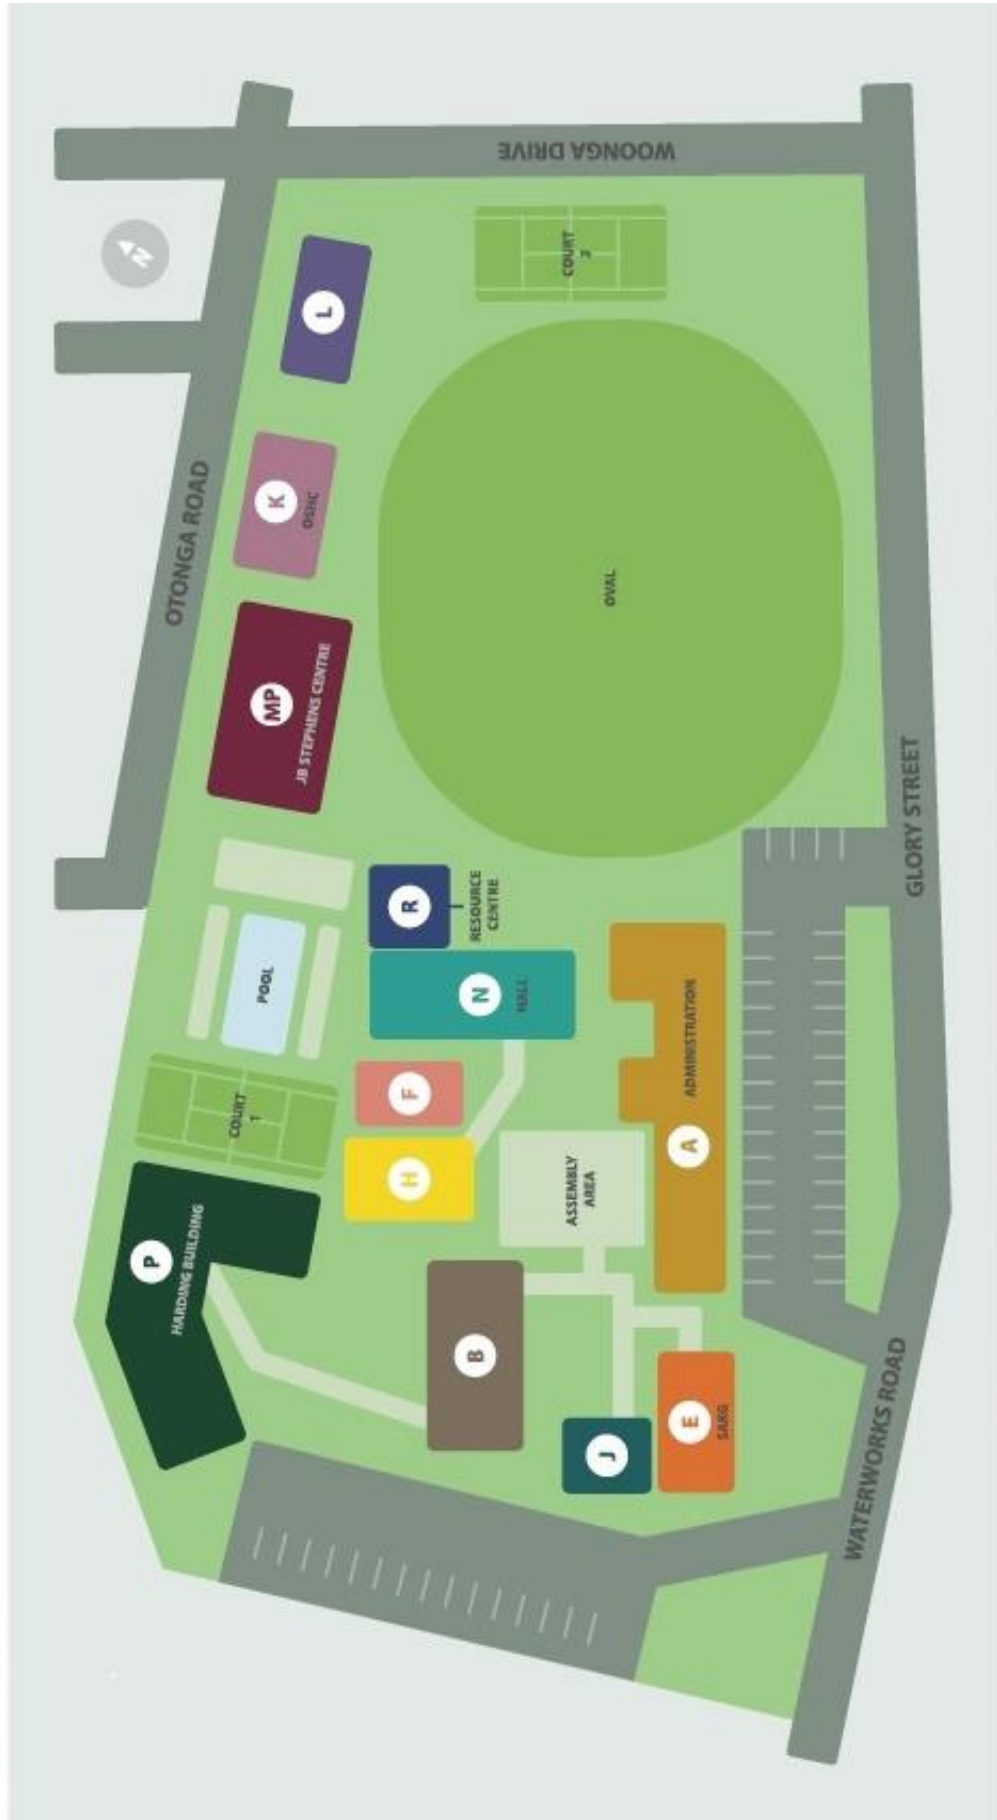 WOONGA DRIVE
N
COURT
2
L
K
OSHC
OTONGA ROAD
OVAL
MP
JB STEPHENS CENTRE
GLORY STREET
R
RESOURCE
CENTRE
POOL
N
HALL
ADMINISTRATION
A
F
COURT
1
H
ASSEMBLY
AREA
P
HARDING BUILDING
B
E
SAKG
J
WATERWORKS ROAD